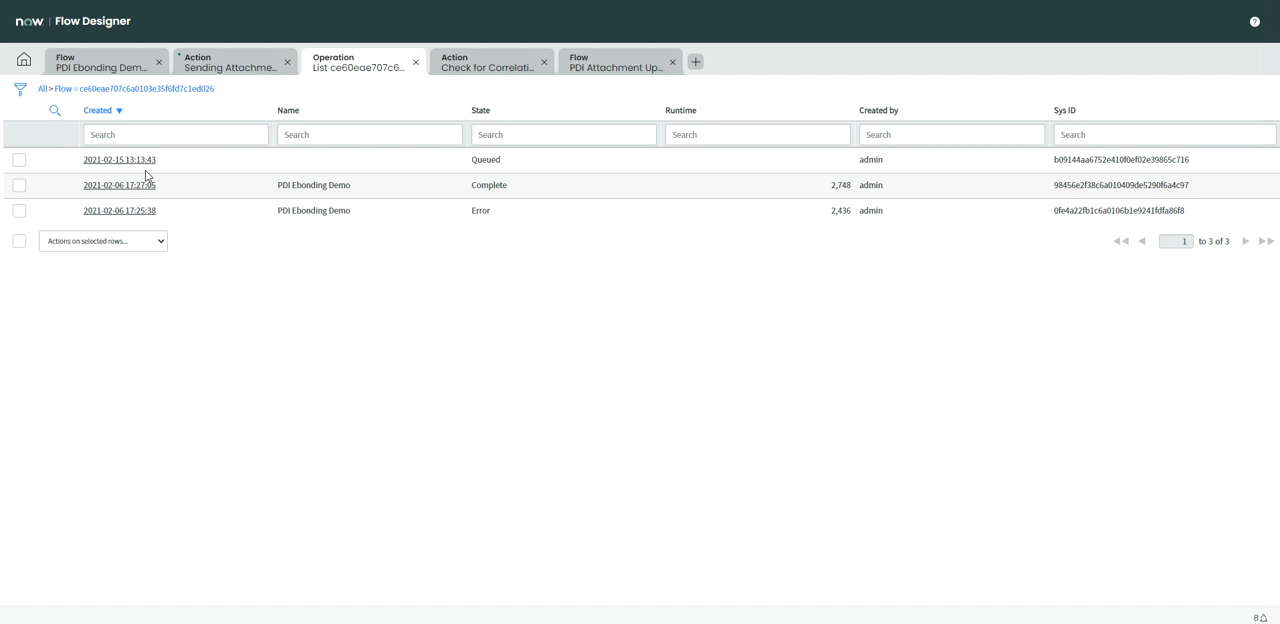 now | Flow Designer
?
Flow
PDI Ebonding Dem...
Action
Sending Attachme...
Operation
List ce60eae707c6...
Action
Check for Correlati...
Flow
PDI Attachment Up...
All > Flow = ce60eae707c6a0103e35f6fd7c1ed026
Created ▼ Name State Runtime Created by Sys ID
Search Search Search Search Search Search
2021-02-15 13:13:43 Queued admin b09144aa6752e410f0ef02e39865c716
2021-02-06 17:27:05 PDI Ebonding Demo Complete 2,748 admin 98456e2f38c6a010409de5290f6a4c97
2021-02-06 17:25:38 PDI Ebonding Demo Error 2,436 admin 0fe4a22fb1c6a0106b1e9241fdfa86f8
Actions on selected rows... 1 to 3 of 3
8